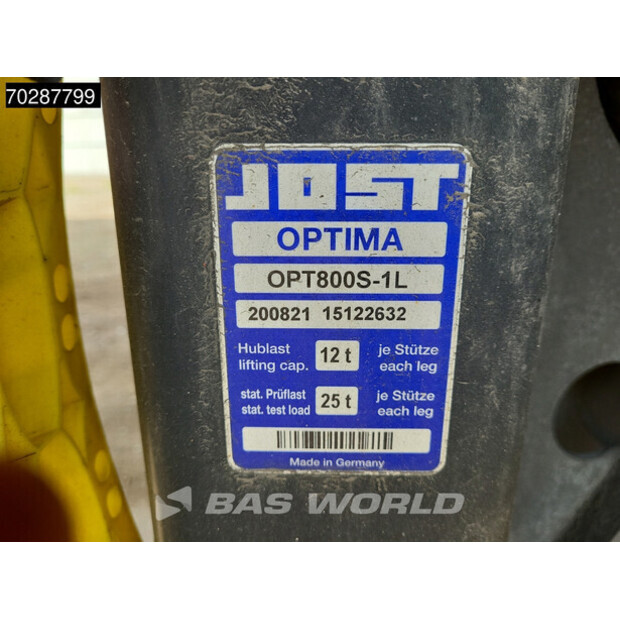 70287799
JOST
OPTIMA
OPT800S-1L
200821 15122632
Hublast 12 t je Stütze
lifting cap. each leg
stat. Prüflast 25 t je Stütze
stat. test load each leg
Made in Germany
BAS WORLD